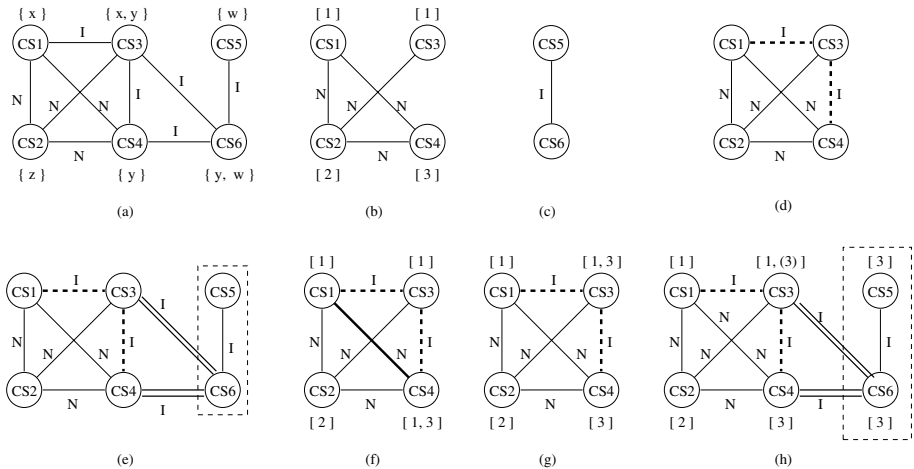 { x } { x, y } { w } [ 1 ] [ 1 ]
I I
CS1 CS3 CS5 CS1 CS3 CS5 CS1 CS3
I
N N N I I N N N I N N N I
CS2 CS4 CS6 CS2 CS4 CS6 CS2 CS4
N I N N
{ z } { y } { y, w } [ 2 ] [ 3 ]
(a) (b) (c) (d)
[ 1 ] [ 1 ] [ 1 ] [ 1, 3 ] [ 1 ] [ 1, (3) ] [ 3 ]
I I I I
CS1 CS3 CS5 CS1 CS3 CS1 CS3 CS1 CS3 CS5
I I
N N N I I N N N I N N N I N N N I I
CS2 CS4 CS6 CS2 CS4 CS2 CS4 CS2 CS4 CS6
N I N N N I
[ 2 ] [ 1, 3 ] [ 2 ] [ 3 ] [ 2 ] [ 3 ] [ 3 ]
(e) (f) (g) (h)